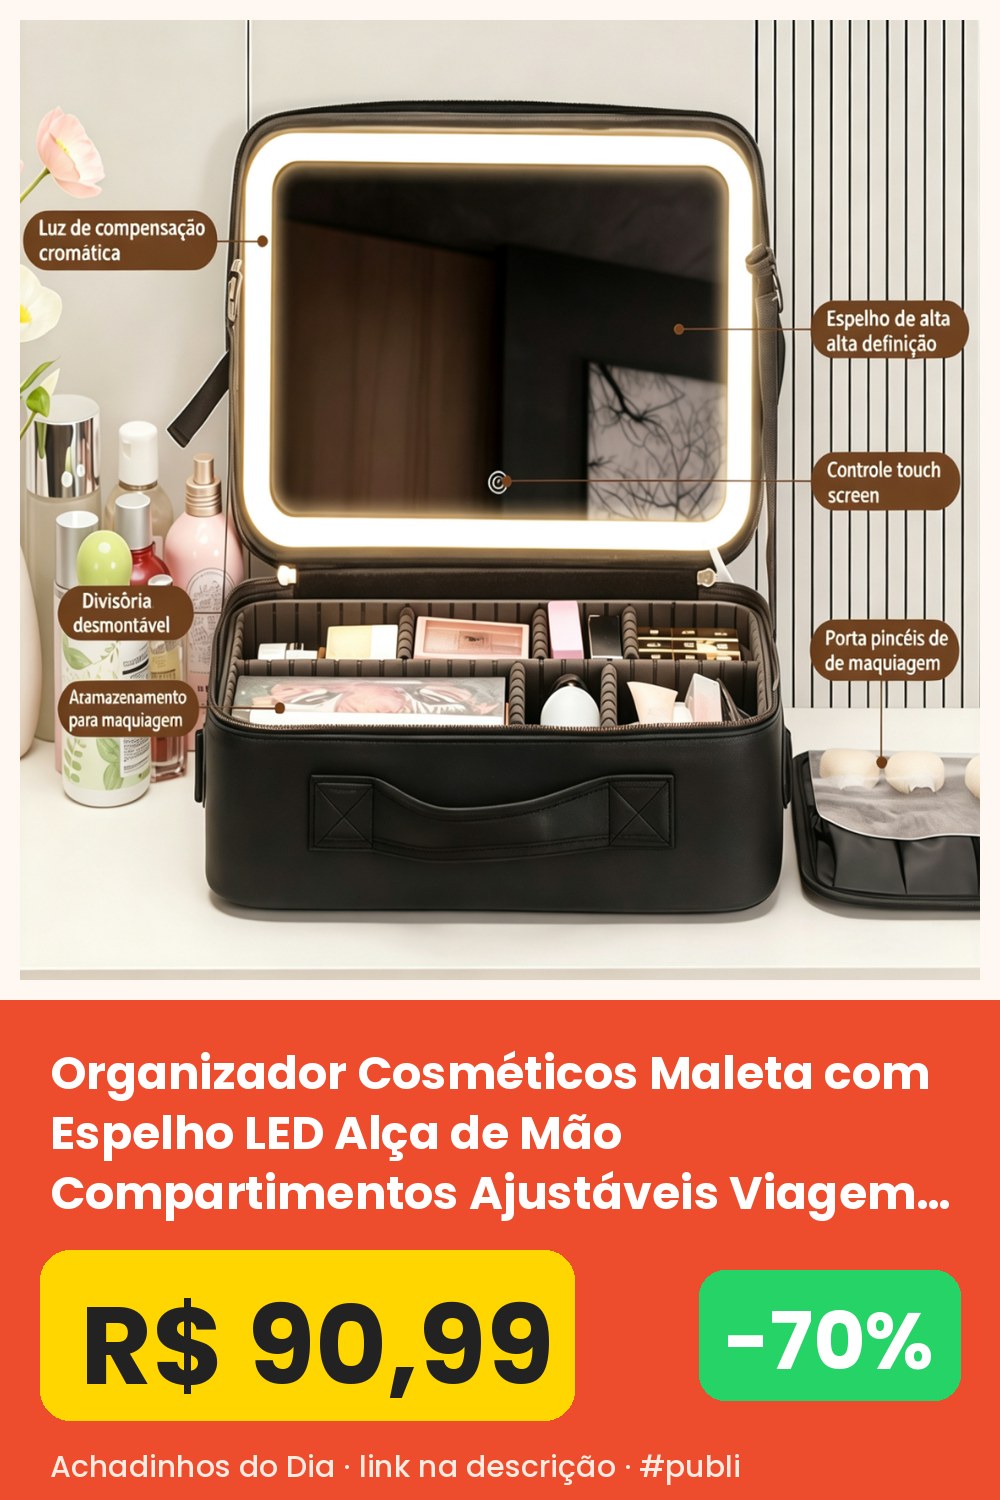 Luz de compensação
cromática
Espelho de alta
alta definição
Controle touch
screen
Divisôria
desmontável
Porta pincéis de
de maquiagem
Aramazenamento
para maquiagem
Organizador Cosméticos Maleta com
Espelho LED Alça de Mão
Compartimentos Ajustáveis Viagem...
R$ 90,99
-70%
Achadinhos do Dia · link na descrição · #publi